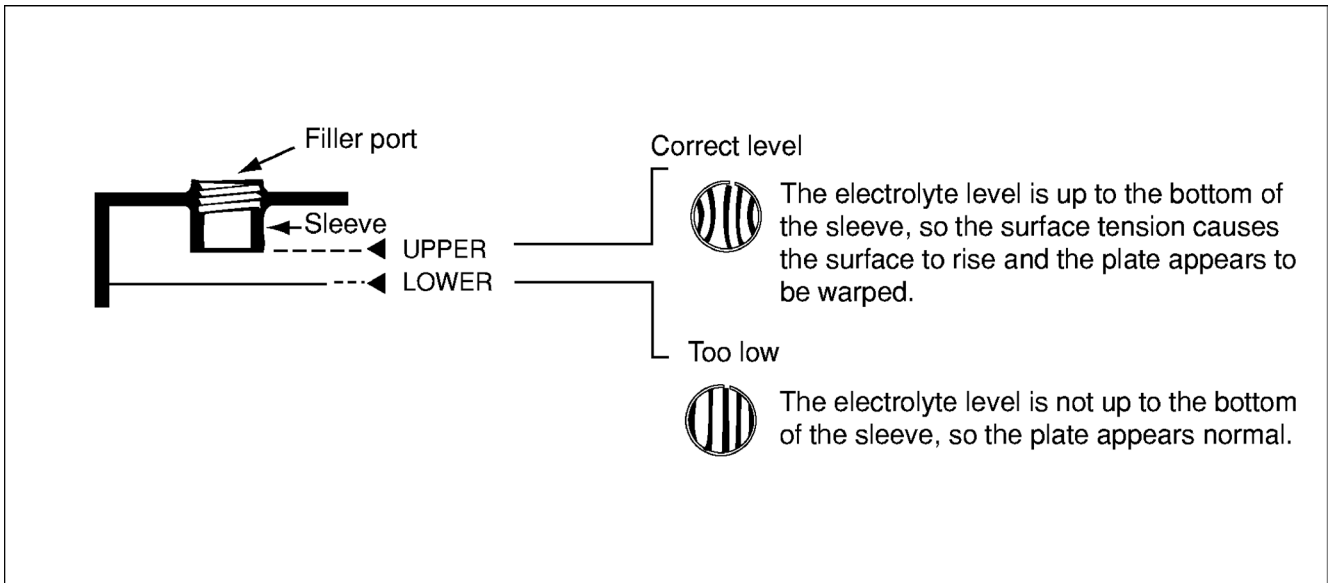 Filler port
Sleeve
UPPER
LOWER
Correct level
The electrolyte level is up to the bottom of
the sleeve, so the surface tension causes
the surface to rise and the plate appears to
be warped.
Too low
The electrolyte level is not up to the bottom
of the sleeve, so the plate appears normal.